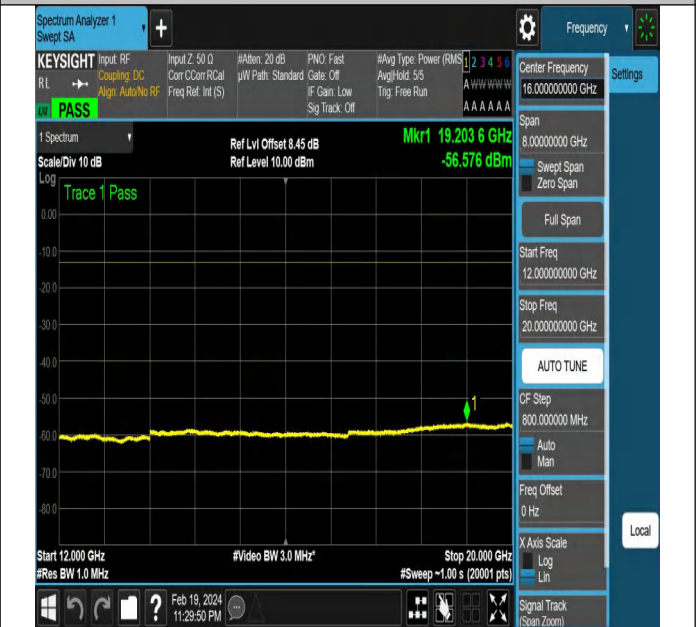 Spectrum Analyzer 1
Swept SA
Frequency
KEYSIGHT
RL
PASS
Input: RF
Coupling: DC
Align: Auto/No RF
Input Z: 50 Ω
Corr CCorr RCal
Freq Ref: Int (S)
#Atten: 20 dB
µW Path: Standard
PNO: Fast
Gate: Off
IF Gain: Low
Sig Track: Off
#Avg Type: Power (RMS)
Avg|Hold: 5/5
Trig: Free Run
1 2 3 4 5 6
A W W W W W
A A A A A A
1 Spectrum
Scale/Div 10 dB
Ref Lvl Offset 8.45 dB
Ref Level 10.00 dBm
Mkr1 19.203 6 GHz
-56.576 dBm
Log
Trace 1 Pass
0.00
-10.0
-20.0
-30.0
-40.0
-50.0
-60.0
-70.0
-80.0
1
Start 12.000 GHz
#Res BW 1.0 MHz
#Video BW 3.0 MHz*
Stop 20.000 GHz
#Sweep ~1.00 s (20001 pts)
Feb 19, 2024
11:29:50 PM
Center Frequency
16.000000000 GHz
Span
8.00000000 GHz
Swept Span
Zero Span
Full Span
Start Freq
12.000000000 GHz
Stop Freq
20.000000000 GHz
AUTO TUNE
CF Step
800.000000 MHz
Auto
Man
Freq Offset
0 Hz
X Axis Scale
Log
Lin
Signal Track
(Span Zoom)
Settings
Local